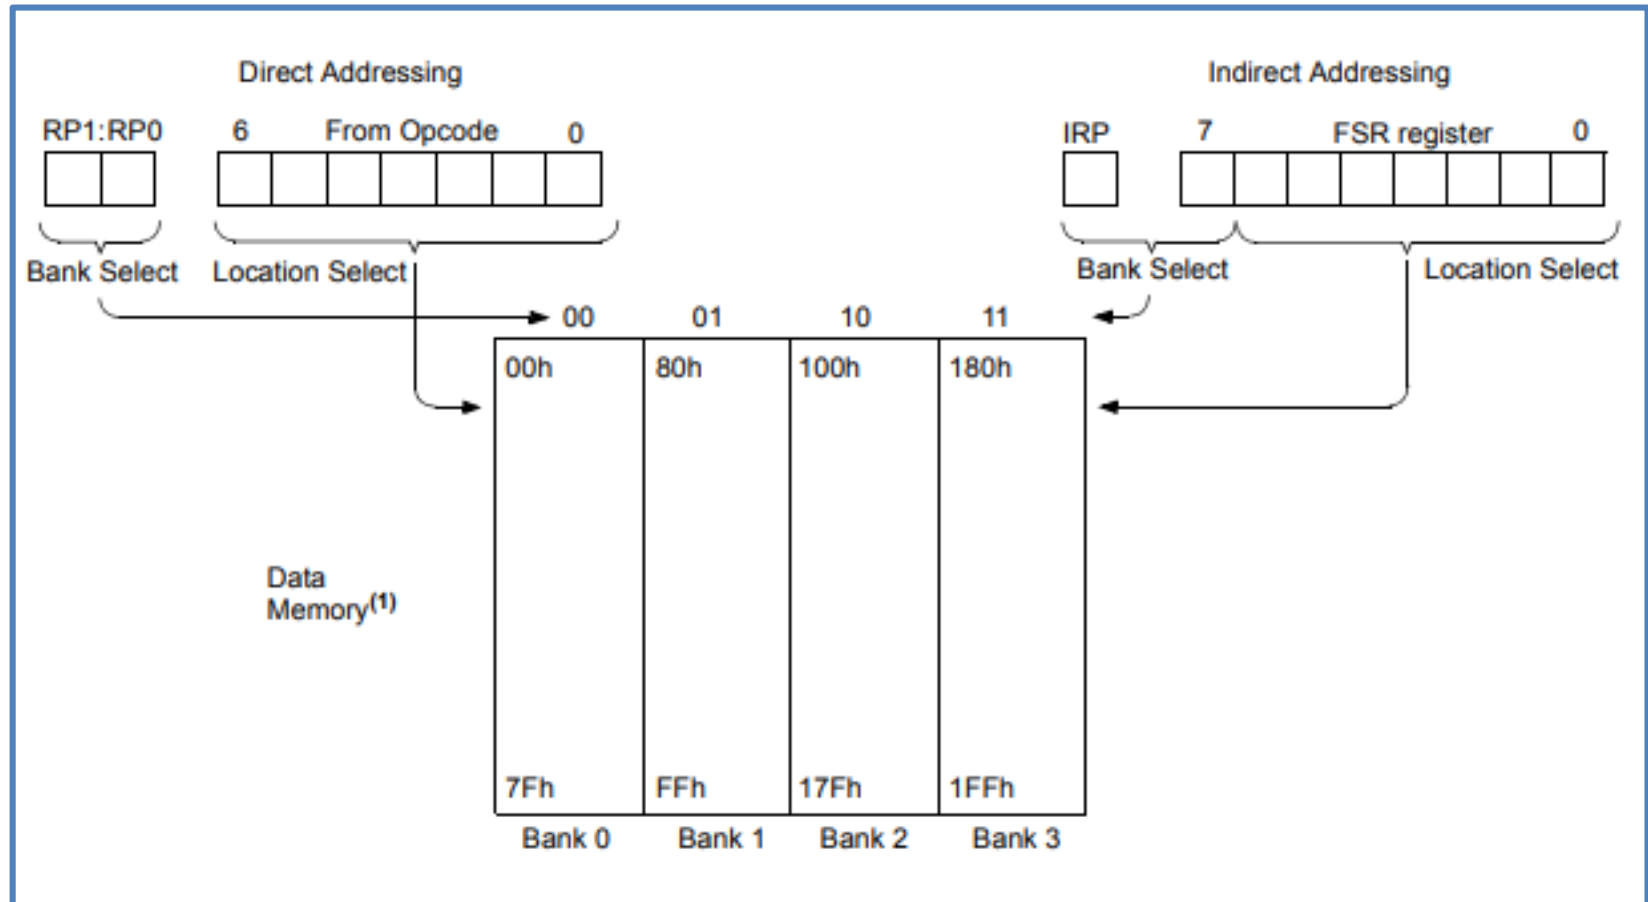 Direct Addressing
Indirect Addressing
RP1:RP0 6 From Opcode 0
IRP 7 FSR register 0
Bank Select Location Select
Bank Select Location Select
00 01 10 11
00h 80h 100h 180h
Data
Memory(1)
7Fh FFh 17Fh 1FFh
Bank 0 Bank 1 Bank 2 Bank 3